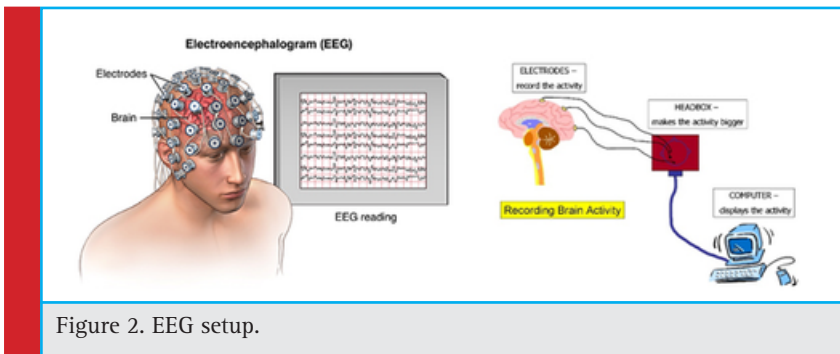 Electroencephalogram (EEG)
Electrodes
Brain
EEG reading
ELECTRODES –
record the activity
HEADBOX –
makes the activity bigger
COMPUTER –
displays the activity
Recording Brain Activity
Figure 2. EEG setup.